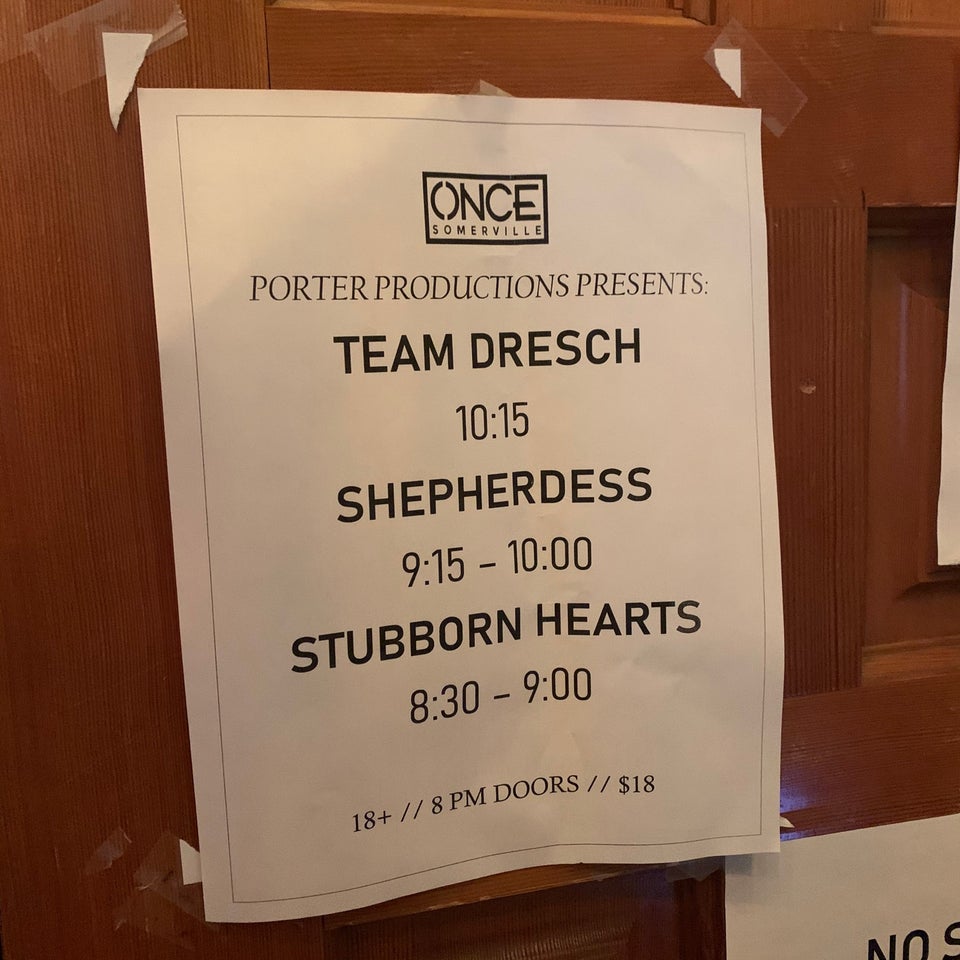 ONCE
SOMERVILLE
PORTER PRODUCTIONS PRESENTS:
TEAM DRESCH
10:15
SHEPHERDESS
9:15 – 10:00
STUBBORN HEARTS
8:30 – 9:00
18+ // 8 PM DOORS // $18
NO